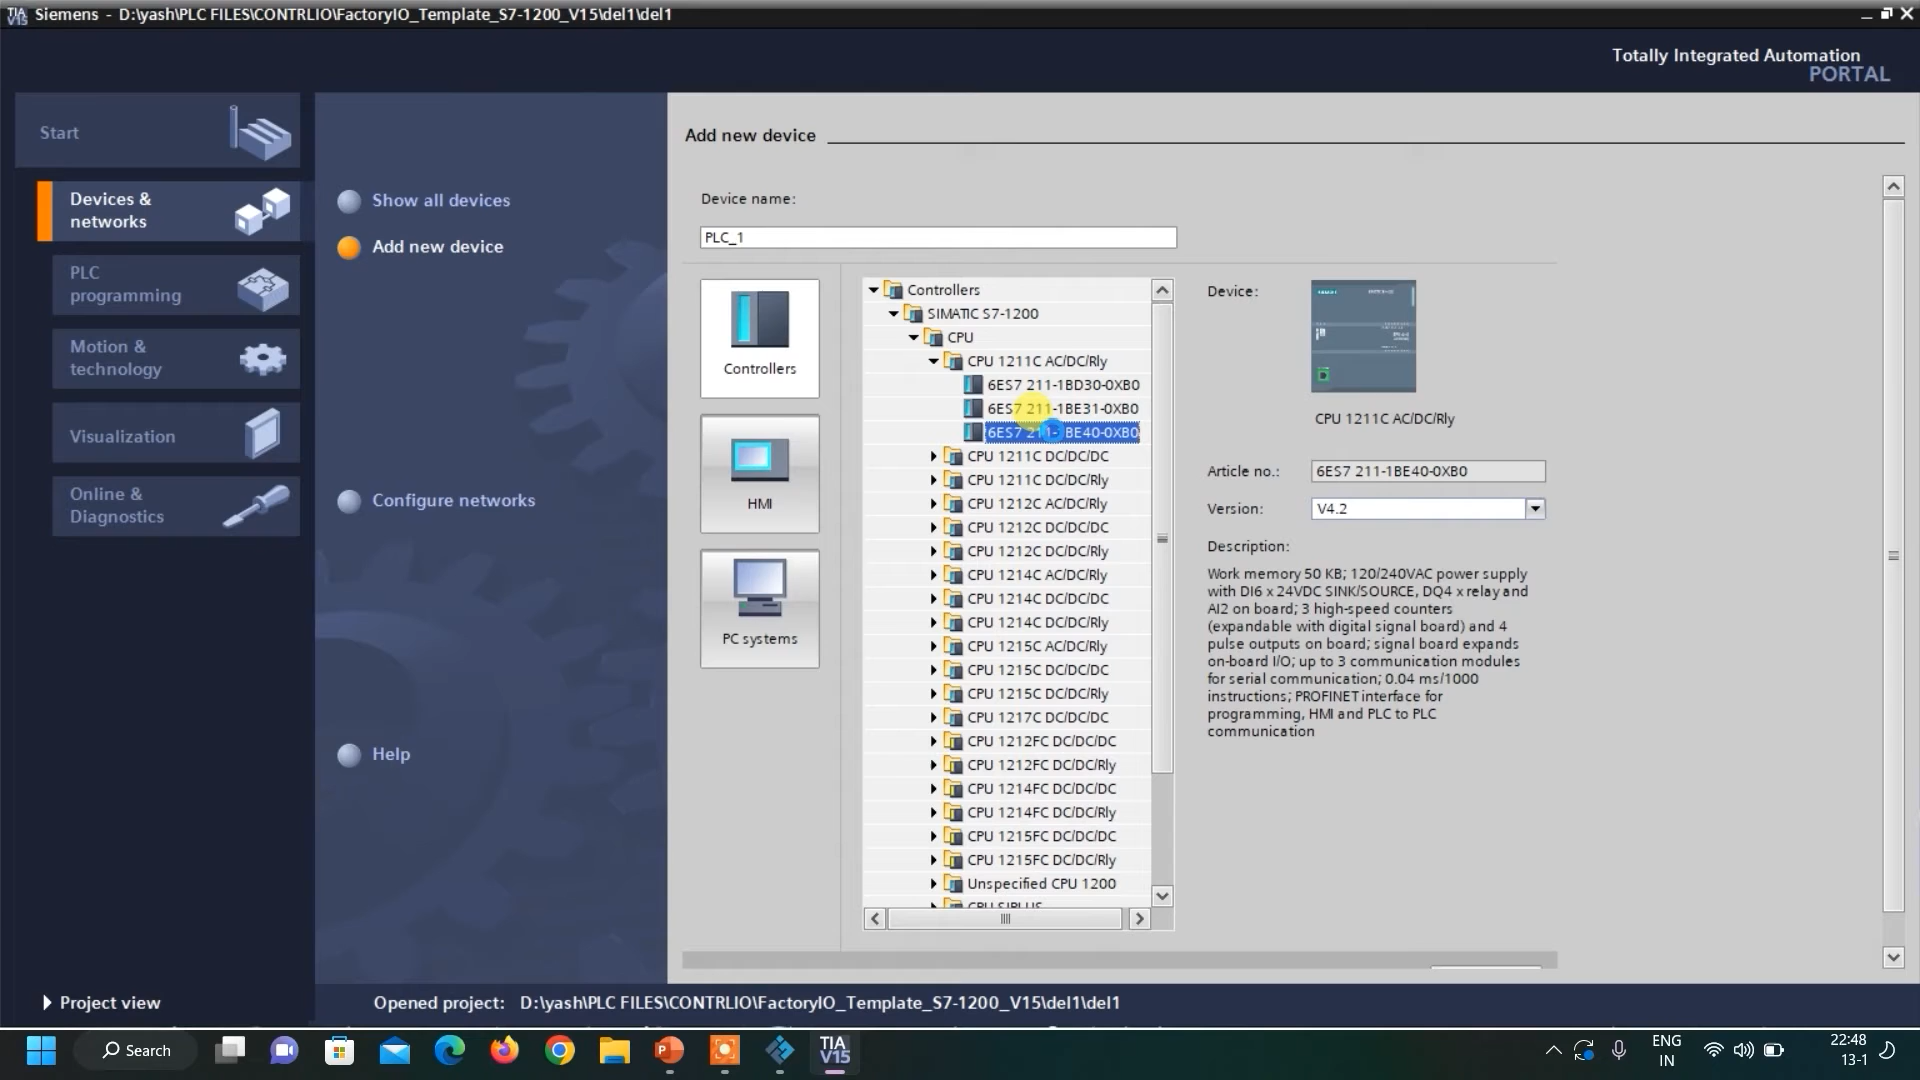 TIA V15 Siemens - D:\yash\PLC FILES\CONTRLIO\FactoryIO_Template_S7-1200_V15\del1\del1
Totally Integrated Automation
PORTAL
Start
Devices &
networks
PLC
programming
Motion &
technology
Visualization
Online &
Diagnostics
Show all devices
Add new device
Configure networks
Help
Add new device
Device name:
PLC_1
Controllers
HMI
PC systems
Controllers
SIMATIC S7-1200
CPU
CPU 1211C AC/DC/Rly
6ES7 211-1BD30-0XB0
6ES7 211-1BE31-0XB0
6ES7 211-1BE40-0XB0
CPU 1211C DC/DC/DC
CPU 1211C DC/DC/Rly
CPU 1212C AC/DC/Rly
CPU 1212C DC/DC/DC
CPU 1212C DC/DC/Rly
CPU 1214C AC/DC/Rly
CPU 1214C DC/DC/DC
CPU 1214C DC/DC/Rly
CPU 1215C AC/DC/Rly
CPU 1215C DC/DC/DC
CPU 1215C DC/DC/Rly
CPU 1217C DC/DC/DC
CPU 1212FC DC/DC/DC
CPU 1212FC DC/DC/Rly
CPU 1214FC DC/DC/DC
CPU 1214FC DC/DC/Rly
CPU 1215FC DC/DC/DC
CPU 1215FC DC/DC/Rly
Unspecified CPU 1200
CPU SIPLUS
Device:
CPU 1211C AC/DC/Rly
Article no.: 6ES7 211-1BE40-0XB0
Version: V4.2
Description:
Work memory 50 KB; 120/240VAC power supply
with DI6 x 24VDC SINK/SOURCE, DQ4 x relay and
AI2 on board; 3 high-speed counters
(expandable with digital signal board) and 4
pulse outputs on board; signal board expands
on-board I/O; up to 3 communication modules
for serial communication; 0.04 ms/1000
instructions; PROFINET interface for
programming, HMI and PLC to PLC
communication
Project view
Opened project: D:\yash\PLC FILES\CONTRLIO\FactoryIO_Template_S7-1200_V15\del1\del1
Search
TIA
V15
ENG
IN
22:48
13-1